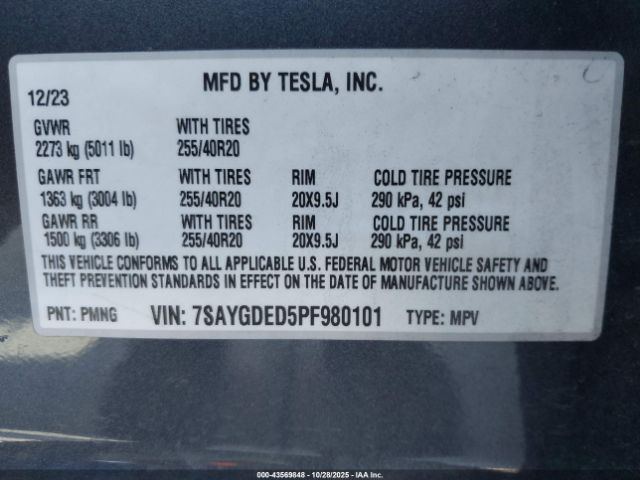 MFD BY TESLA, INC.
12/23
GVWR WITH TIRES
2273 kg (5011 lb) 255/40R20
GAWR FRT WITH TIRES RIM COLD TIRE PRESSURE
1363 kg (3004 lb) 255/40R20 20X9.5J 290 kPa, 42 psi
GAWR RR WITH TIRES RIM COLD TIRE PRESSURE
1500 kg (3306 lb) 255/40R20 20X9.5J 290 kPa, 42 psi
THIS VEHICLE CONFORMS TO ALL APPLICABLE U.S. FEDERAL MOTOR VEHICLE SAFETY AND
THEFT PREVENTION STANDARDS IN EFFECT ON THE DATE OF MANUFACTURE SHOWN ABOVE.
PNT: PMNG VIN: 7SAYGDED5PF980101 TYPE: MPV
000-43569848 - 10/28/2025 - IAA Inc.